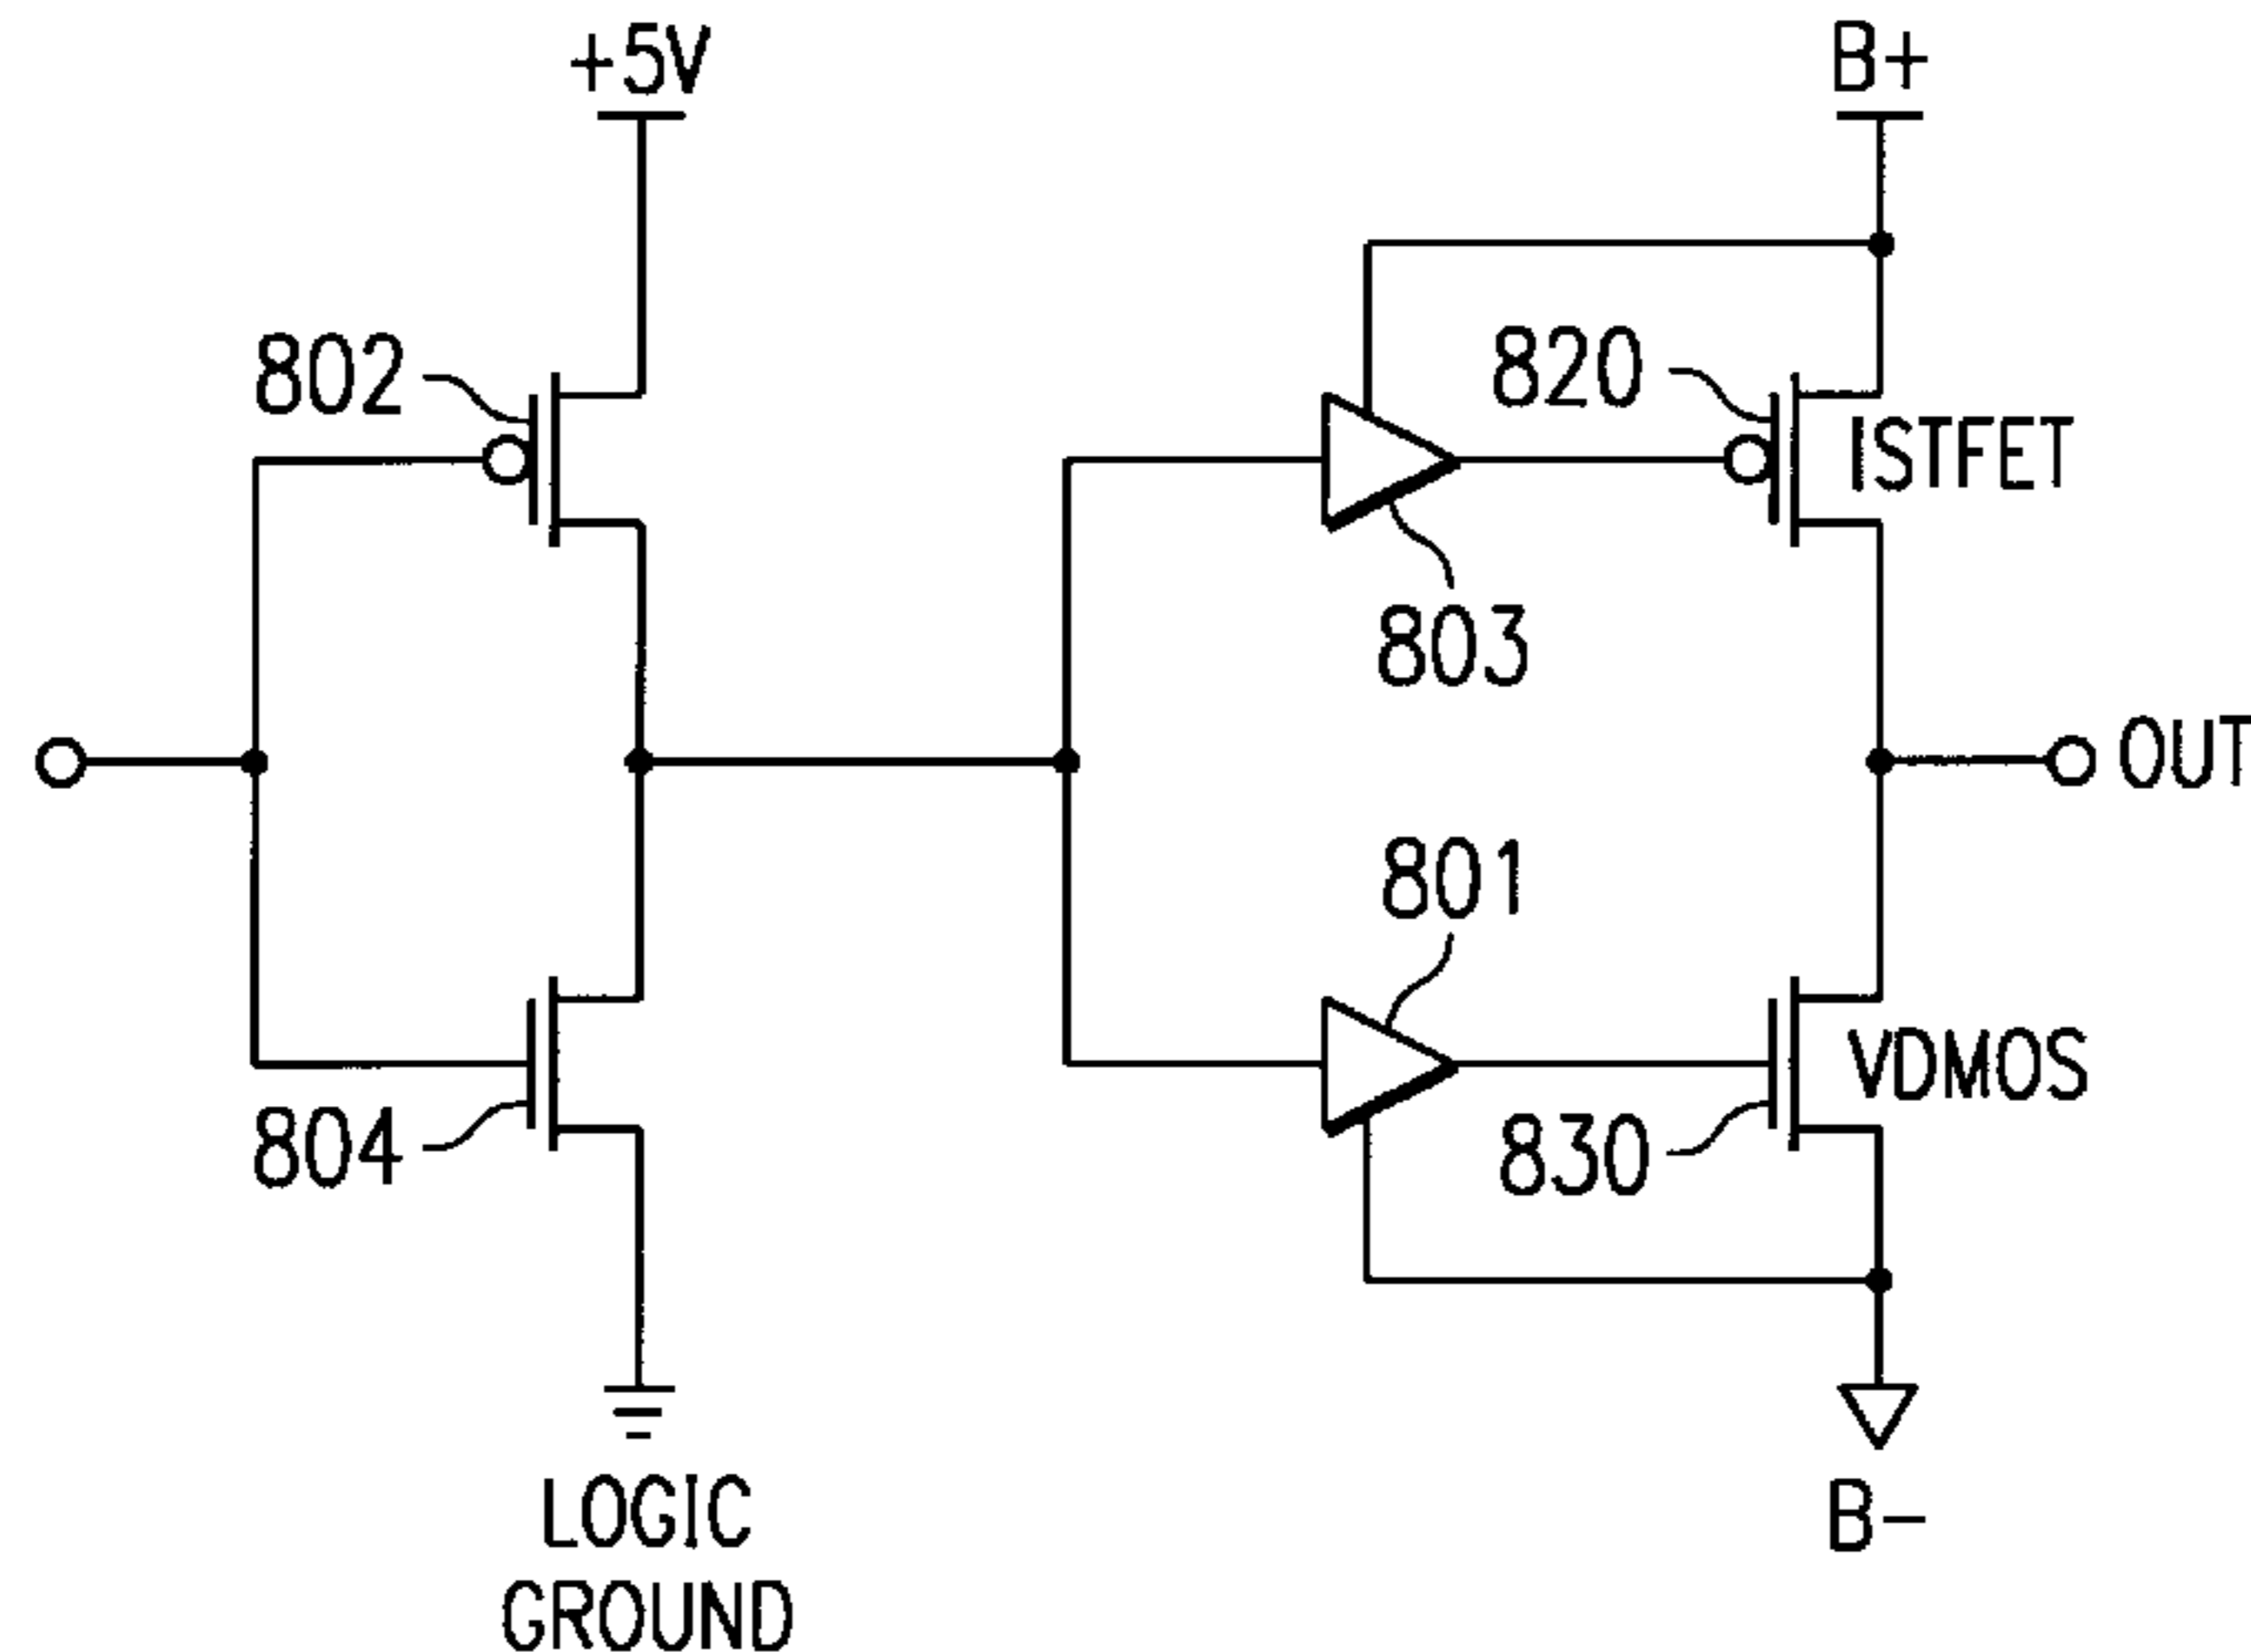 +5V
B+
802
820
ISTFET
803
OUT
801
VDMOS
804
830
LOGIC
GROUND
B-